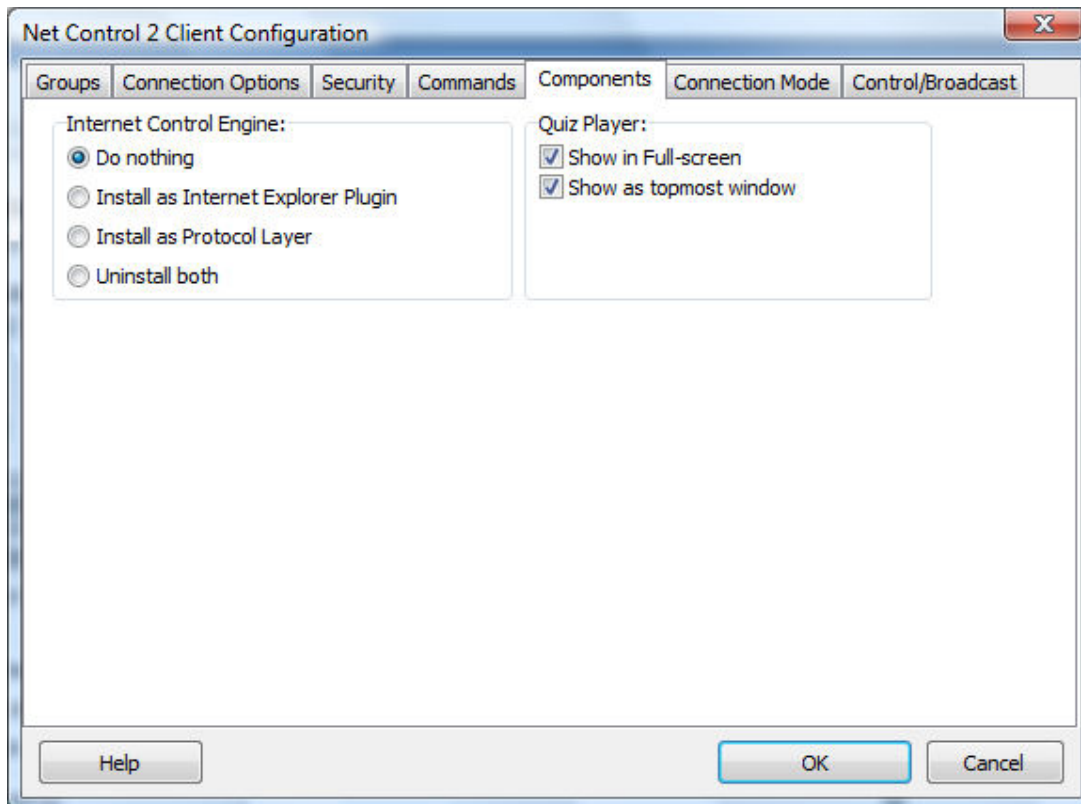 Net Control 2 Client Configuration
X
Groups Connection Options Security Commands Components Connection Mode Control/Broadcast
Internet Control Engine:
Do nothing
Install as Internet Explorer Plugin
Install as Protocol Layer
Uninstall both
Quiz Player:
Show in Full-screen
Show as topmost window
Help OK Cancel